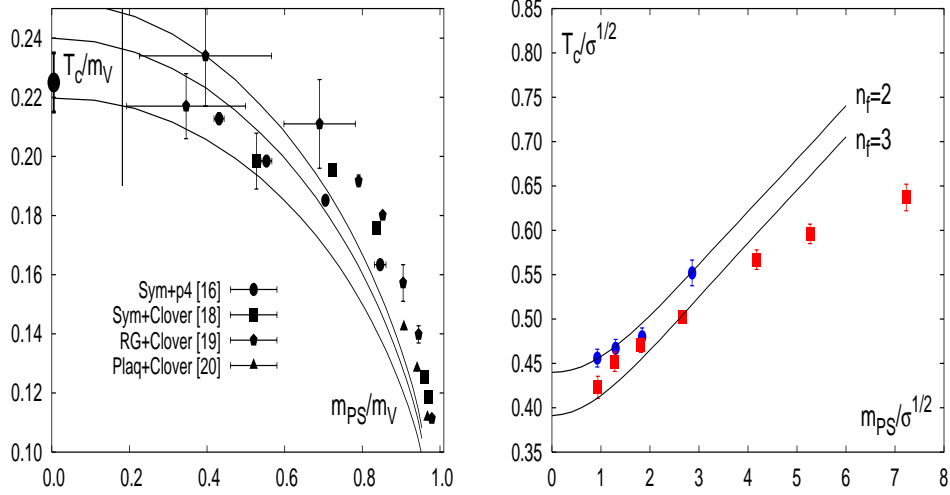 0.24
0.22
0.20
0.18
0.16
0.14
0.12
0.10
T_c/m_V
Sym+p4 [16]
Sym+Clover [18]
RG+Clover [19]
Plaq+Clover [20]
m_PS/m_V
0.0 0.2 0.4 0.6 0.8 1.0
0.85
0.80
0.75
0.70
0.65
0.60
0.55
0.50
0.45
0.40
0.35
T_c/σ^1/2
n_f=2
n_f=3
m_PS/σ^1/2
0 1 2 3 4 5 6 7 8